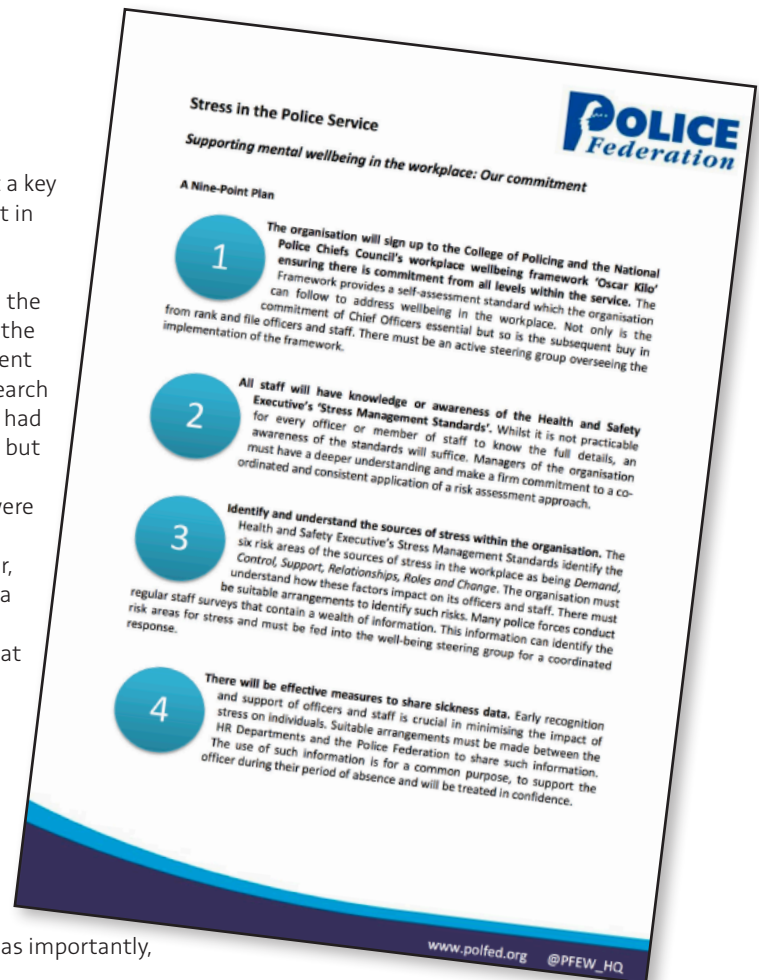 a key
t in
the
the
ent
earch
had
but
vere
r,
a
at
as importantly,
POLICE
Federation
Stress in the Police Service
Supporting mental wellbeing in the workplace: Our commitment
A Nine-Point Plan
1
The organisation will sign up to the College of Policing and the National
Police Chiefs Council's workplace wellbeing framework 'Oscar Kilo'
ensuring there is commitment from all levels within the service. The
Framework provides a self-assessment standard which the organisation
can follow to address wellbeing in the workplace. Not only is the
commitment of Chief Officers essential but so is the subsequent buy in
from rank and file officers and staff. There must be an active steering group overseeing the
implementation of the framework.
2
All staff will have knowledge or awareness of the Health and Safety
Executive's 'Stress Management Standards'. Whilst it is not practicable
for every officer or member of staff to know the full details, an
awareness of the standards will suffice. Managers of the organisation
must have a deeper understanding and make a firm commitment to a co-
ordinated and consistent application of a risk assessment approach.
3
Identify and understand the sources of stress within the organisation. The
Health and Safety Executive's Stress Management Standards identify the
six risk areas of the sources of stress in the workplace as being Demand,
Control, Support, Relationships, Roles and Change. The organisation must
understand how these factors impact on its officers and staff. There must
be suitable arrangements to identify such risks. Many police forces conduct
regular staff surveys that contain a wealth of information. This information can identify the
risk areas for stress and must be fed into the well-being steering group for a coordinated
response.
4
There will be effective measures to share sickness data. Early recognition
and support of officers and staff is crucial in minimising the impact of
stress on individuals. Suitable arrangements must be made between the
HR Departments and the Police Federation to share such information.
The use of such information is for a common purpose, to support the
officer during their period of absence and will be treated in confidence.
www.polfed.org @PFEW_HQ